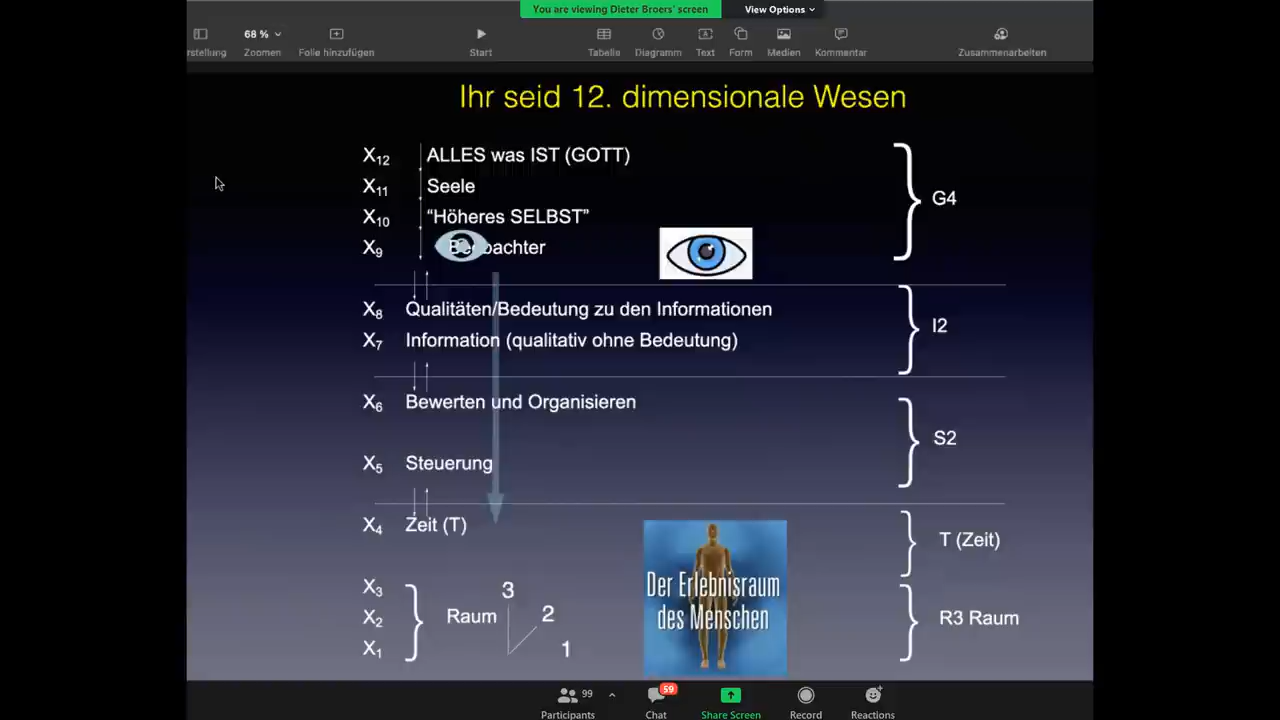 You are viewing Dieter Broers' screen
View Options
rstellung
68 %
Zoomen
Folie hinzufügen
Start
Tabelle
Diagramm
Text
Form
Medien
Kommentar
Zusammenarbeiten
Ihr seid 12. dimensionale Wesen
X12 ALLES was IST (GOTT)
X11 Seele
X10 “Höheres SELBST”
G4
X9 Beobachter
X8 Qualitäten/Bedeutung zu den Informationen
I2
X7 Information (qualitativ ohne Bedeutung)
X6 Bewerten und Organisieren
S2
X5 Steuerung
X4 Zeit (T)
T (Zeit)
X3
X2
X1
Raum
3
2
1
Der Erlebnisraum
des Menschen
R3 Raum
99
Participants
59
Chat
Share Screen
Record
Reactions